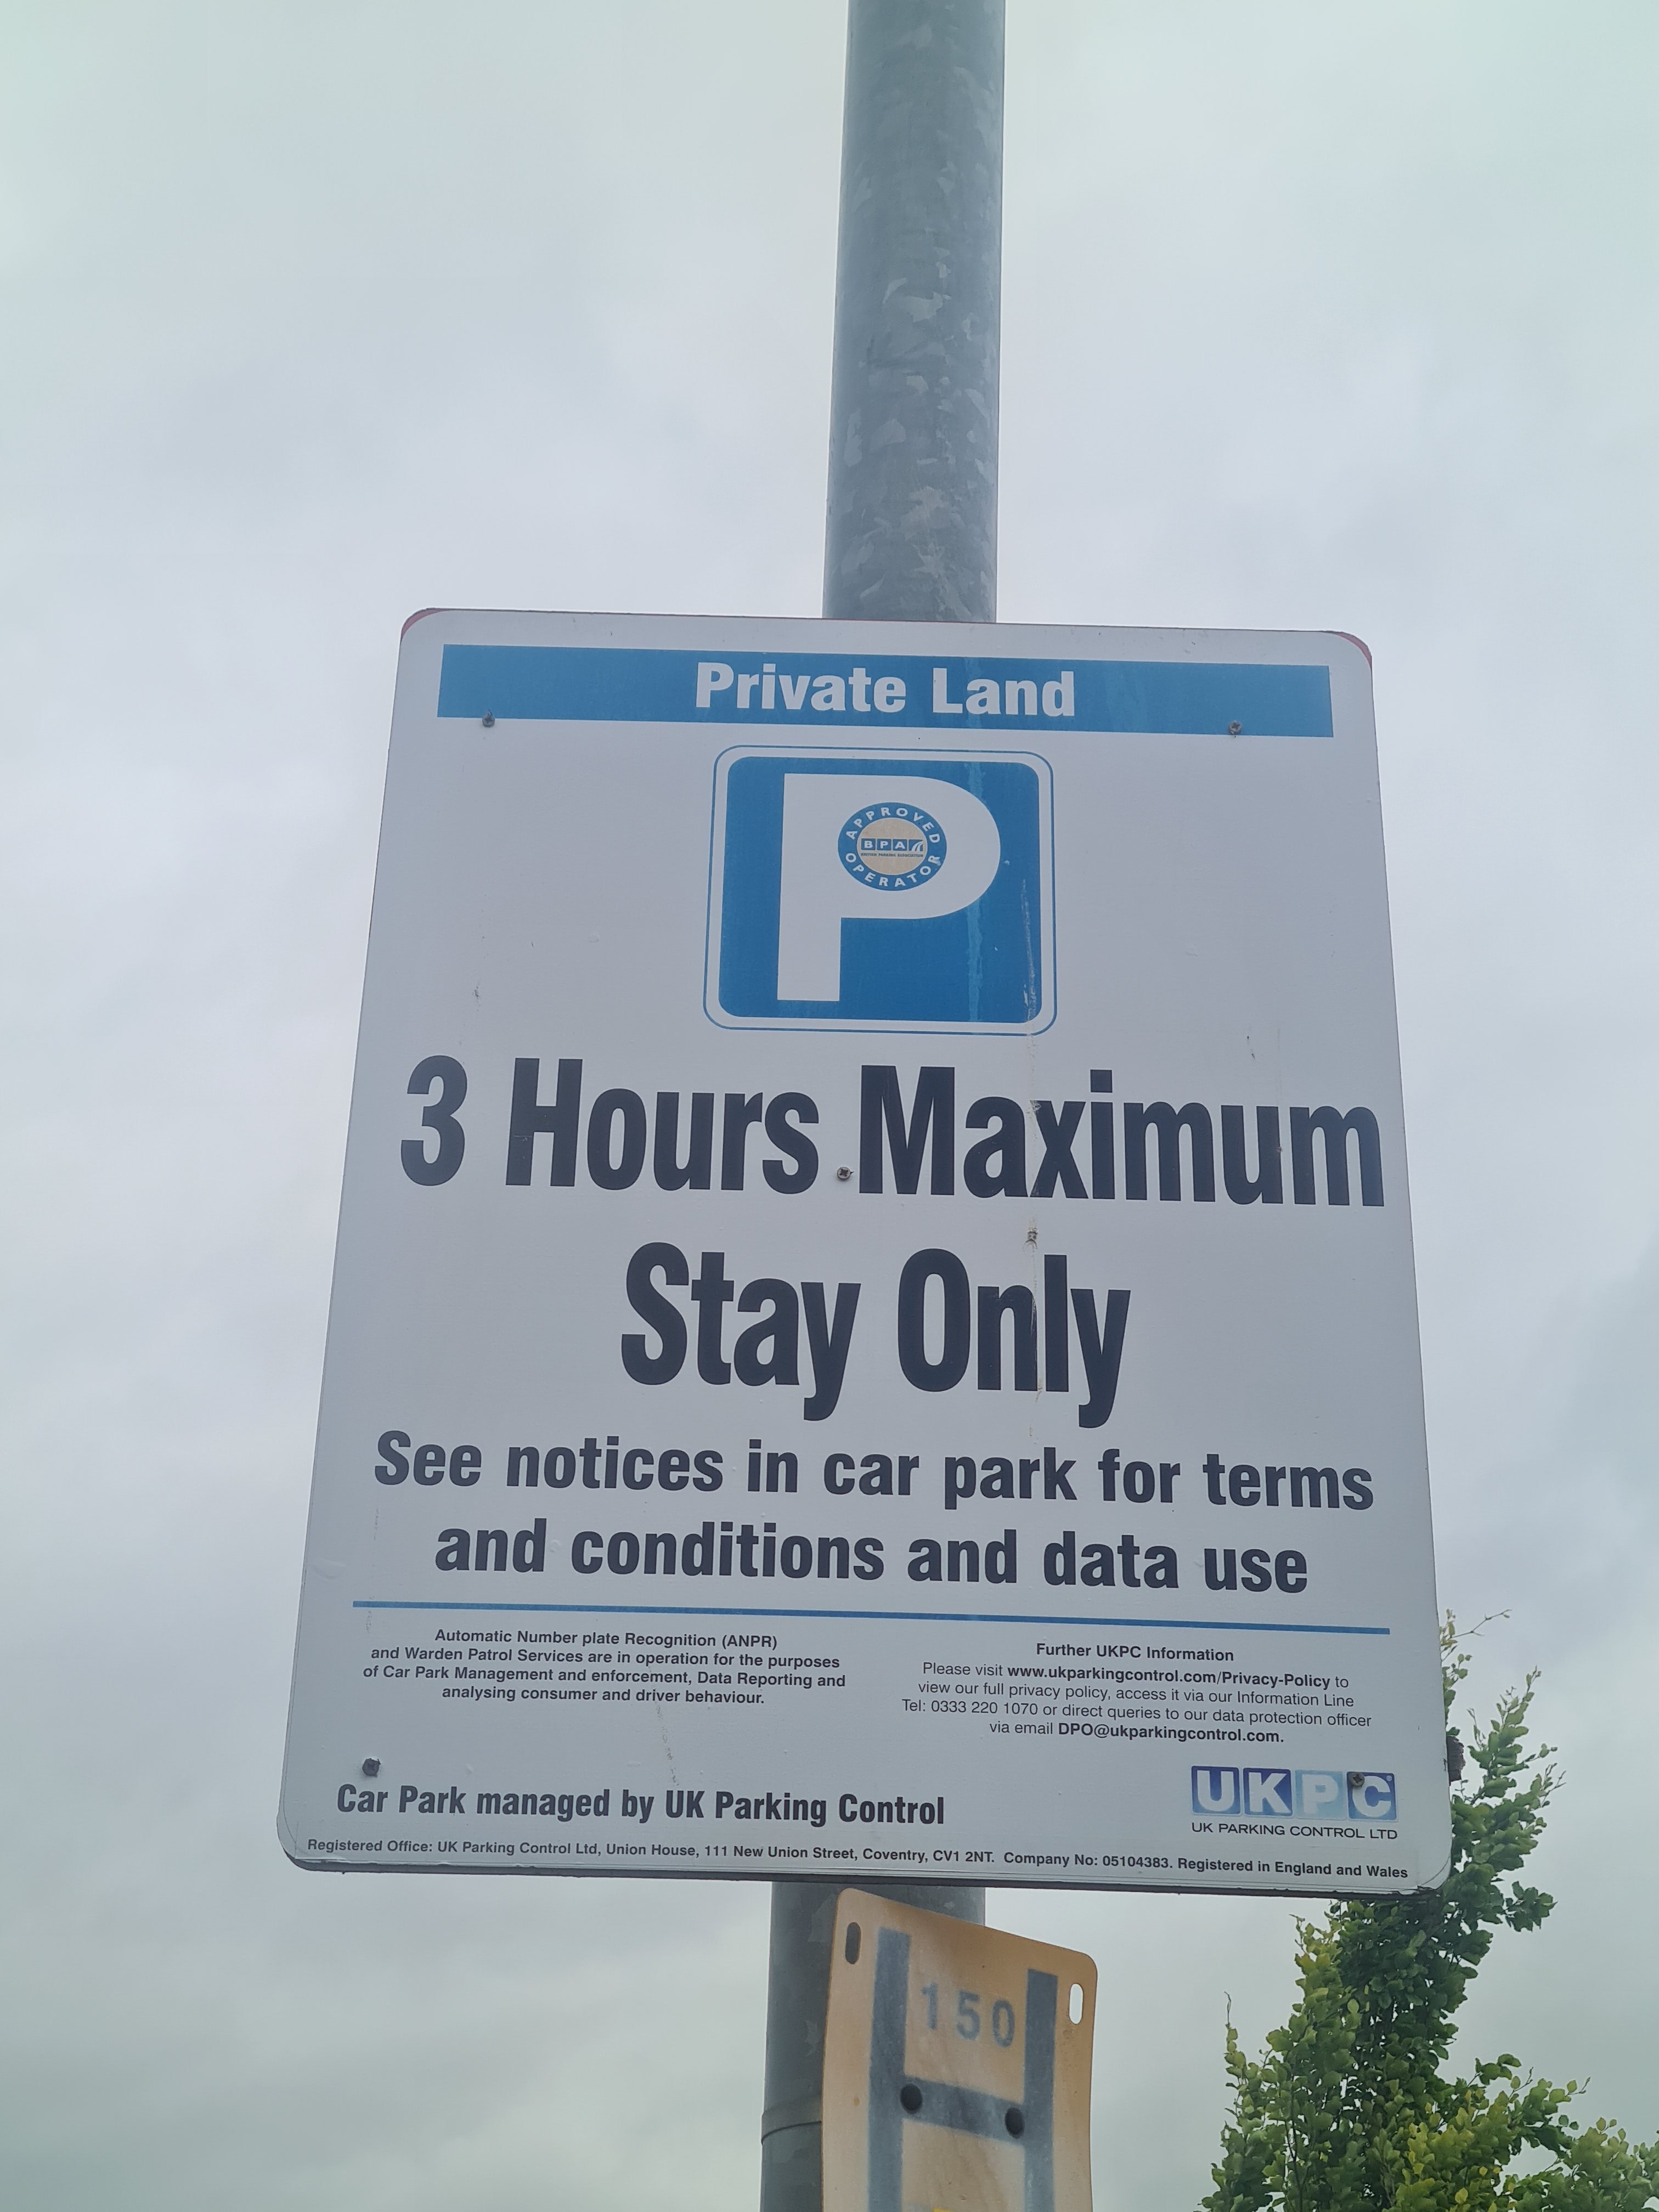 Private Land
APPROVED
BPA
BRITISH PARKING ASSOCIATION
OPERATOR
3 Hours Maximum
Stay Only
See notices in car park for terms
and conditions and data use
Automatic Number plate Recognition (ANPR)
and Warden Patrol Services are in operation for the purposes
of Car Park Management and enforcement, Data Reporting and
analysing consumer and driver behaviour.
Further UKPC Information
Please visit www.ukparkingcontrol.com/Privacy-Policy to
view our full privacy policy, access it via our Information Line
Tel: 0333 220 1070 or direct queries to our data protection officer
via email DPO@ukparkingcontrol.com.
Car Park managed by UK Parking Control
UKPC
UK PARKING CONTROL LTD
Registered Office: UK Parking Control Ltd, Union House, 111 New Union Street, Coventry, CV1 2NT. Company No: 05104383. Registered in England and Wales
H
150